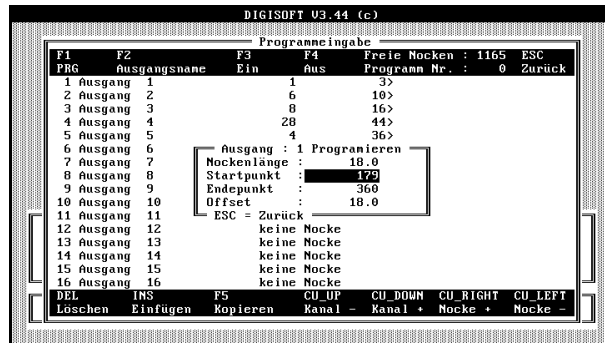 DIGISOFT V3.44 (c)
Programmeingabe
F1 F2 F3 F4 Freie Nocken : 1165 ESC
PRG Ausgangsname Ein Aus Programm Nr. : 0 Zurück
1 Ausgang 1 1 3>
2 Ausgang 2 6 10>
3 Ausgang 3 8 16>
4 Ausgang 4 28 44>
5 Ausgang 5 4 36>
6 Ausgang 6
Ausgang : 1 Programieren
7 Ausgang 7 Nockenlänge : 18.0
8 Ausgang 8 Startpunkt : 179
9 Ausgang 9 Endepunkt : 360
10 Ausgang 10 Offset : 18.0
11 Ausgang 11 ESC = Zurück
12 Ausgang 12 keine Nocke
13 Ausgang 13 keine Nocke
14 Ausgang 14 keine Nocke
15 Ausgang 15 keine Nocke
16 Ausgang 16 keine Nocke
DEL INS F5 CU_UP CU_DOWN CU_RIGHT CU_LEFT
Löschen Einfügen Kopieren Kanal - Kanal + Nocke + Nocke -